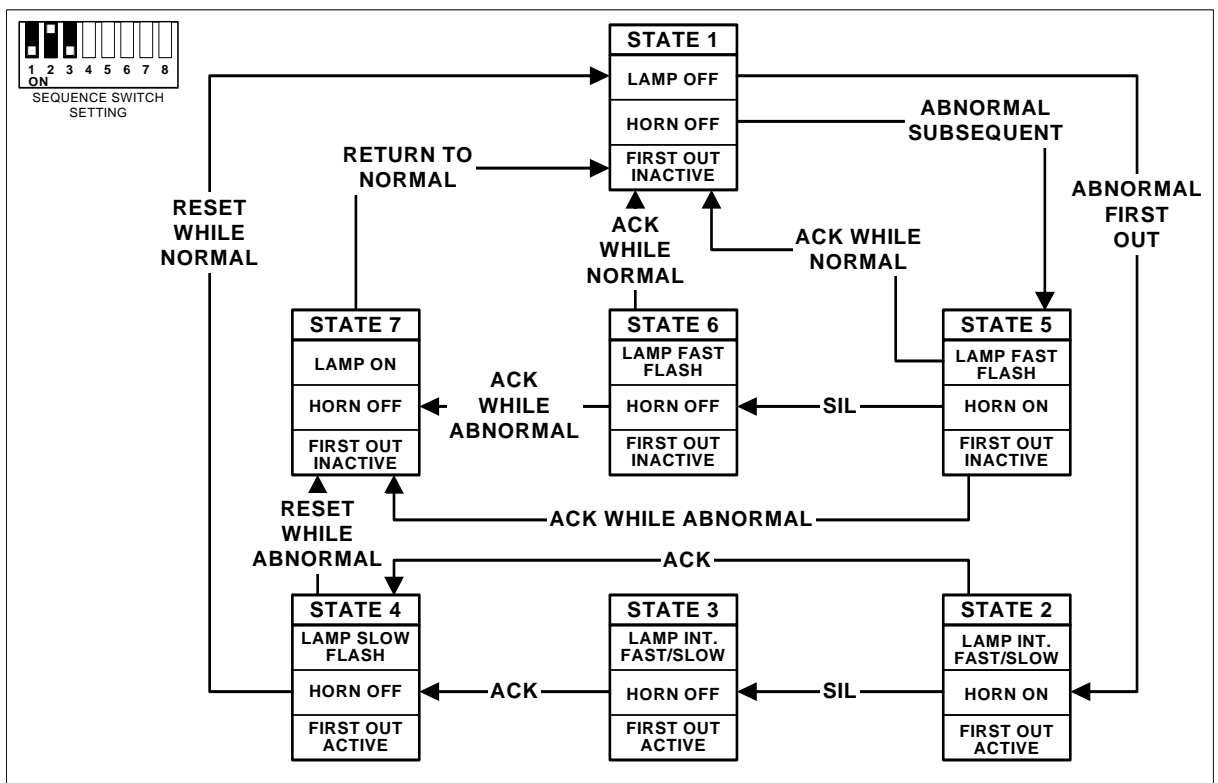 1 2 3 4 5 6 7 8
ON
SEQUENCE SWITCH
SETTING
STATE 1
LAMP OFF
HORN OFF
FIRST OUT
INACTIVE
ABNORMAL
SUBSEQUENT
ABNORMAL
FIRST
OUT
RETURN TO
NORMAL
RESET
WHILE
NORMAL
ACK
WHILE
NORMAL
ACK WHILE
NORMAL
STATE 7
LAMP ON
HORN OFF
FIRST OUT
INACTIVE
ACK
WHILE
ABNORMAL
STATE 6
LAMP FAST
FLASH
HORN OFF
FIRST OUT
INACTIVE
SIL
STATE 5
LAMP FAST
FLASH
HORN ON
FIRST OUT
INACTIVE
RESET
WHILE
ABNORMAL
ACK WHILE ABNORMAL
ACK
STATE 4
LAMP SLOW
FLASH
HORN OFF
FIRST OUT
ACTIVE
ACK
STATE 3
LAMP INT.
FAST/SLOW
HORN OFF
FIRST OUT
ACTIVE
SIL
STATE 2
LAMP INT.
FAST/SLOW
HORN ON
FIRST OUT
ACTIVE